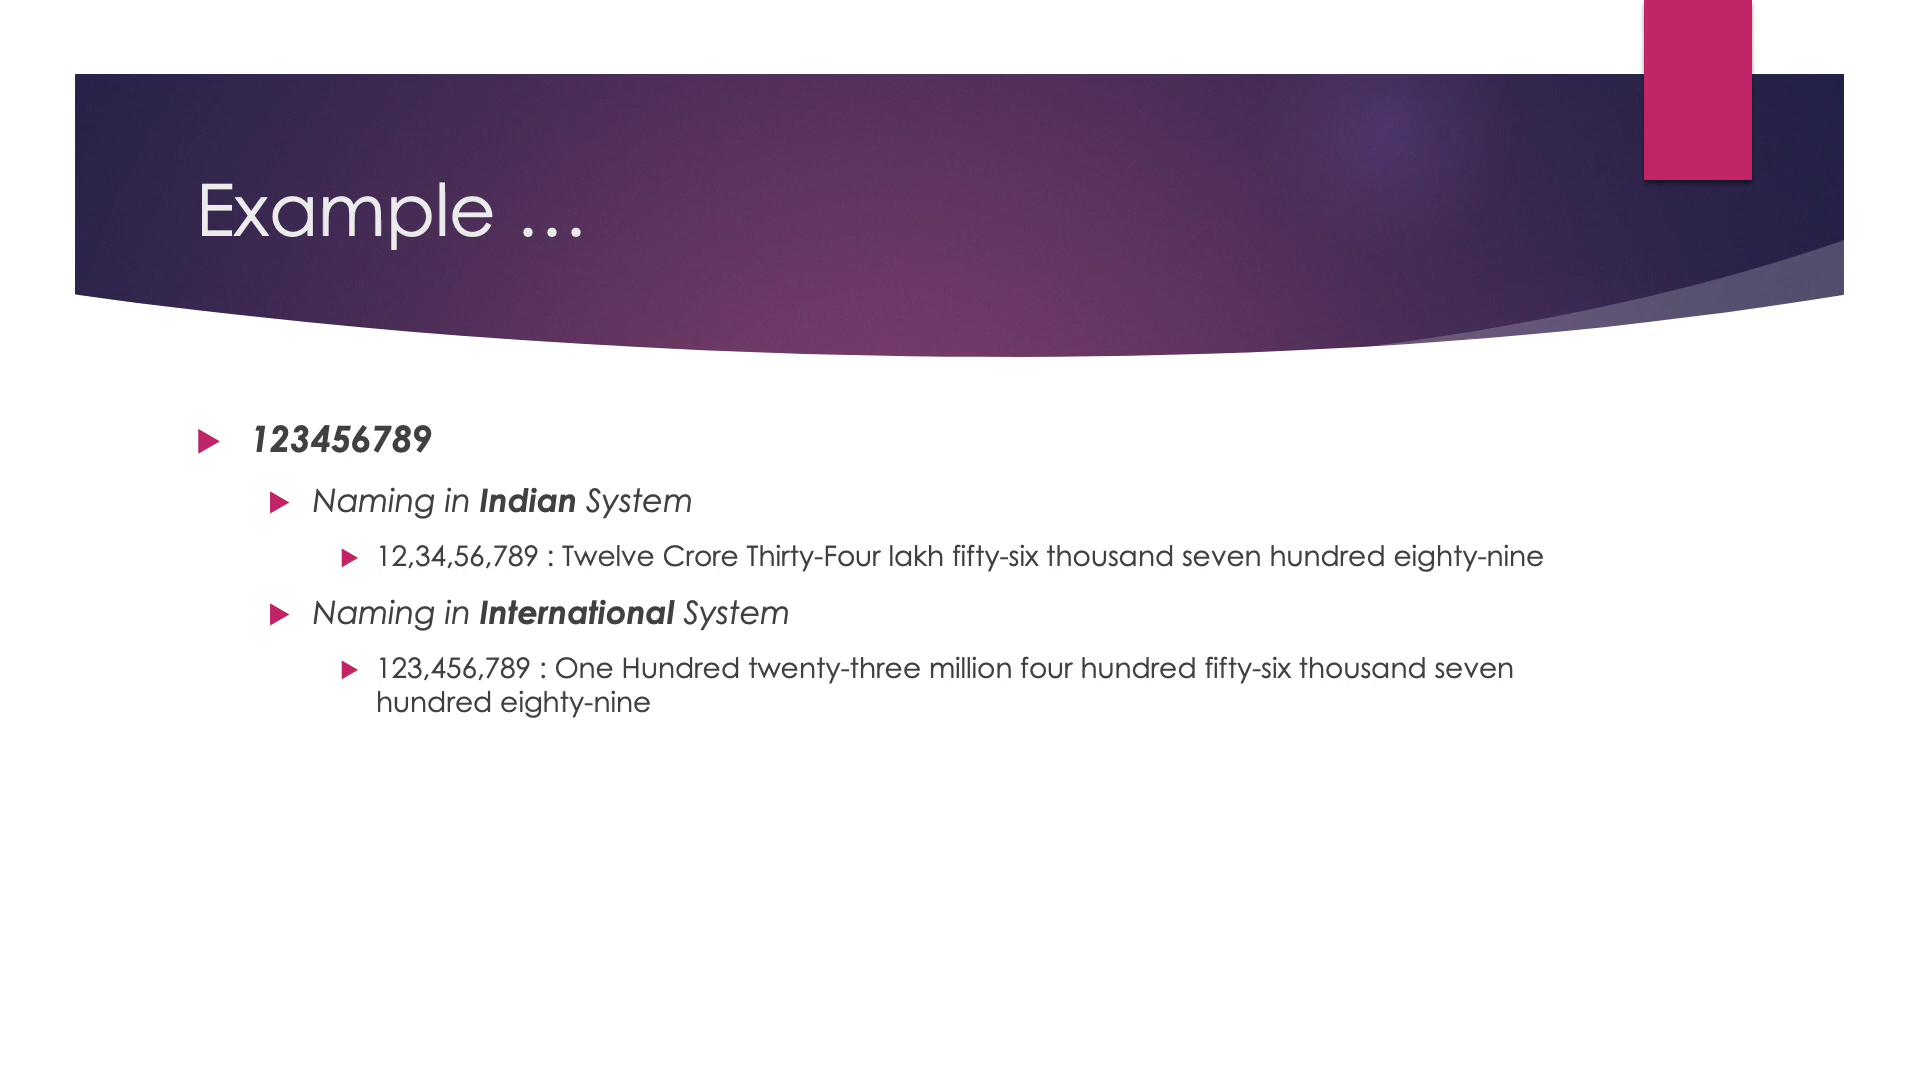 Example …
123456789
Naming in Indian System
12,34,56,789 : Twelve Crore Thirty-Four lakh fifty-six thousand seven hundred eighty-nine
Naming in International System
123,456,789 : One Hundred twenty-three million four hundred fifty-six thousand seven
hundred eighty-nine